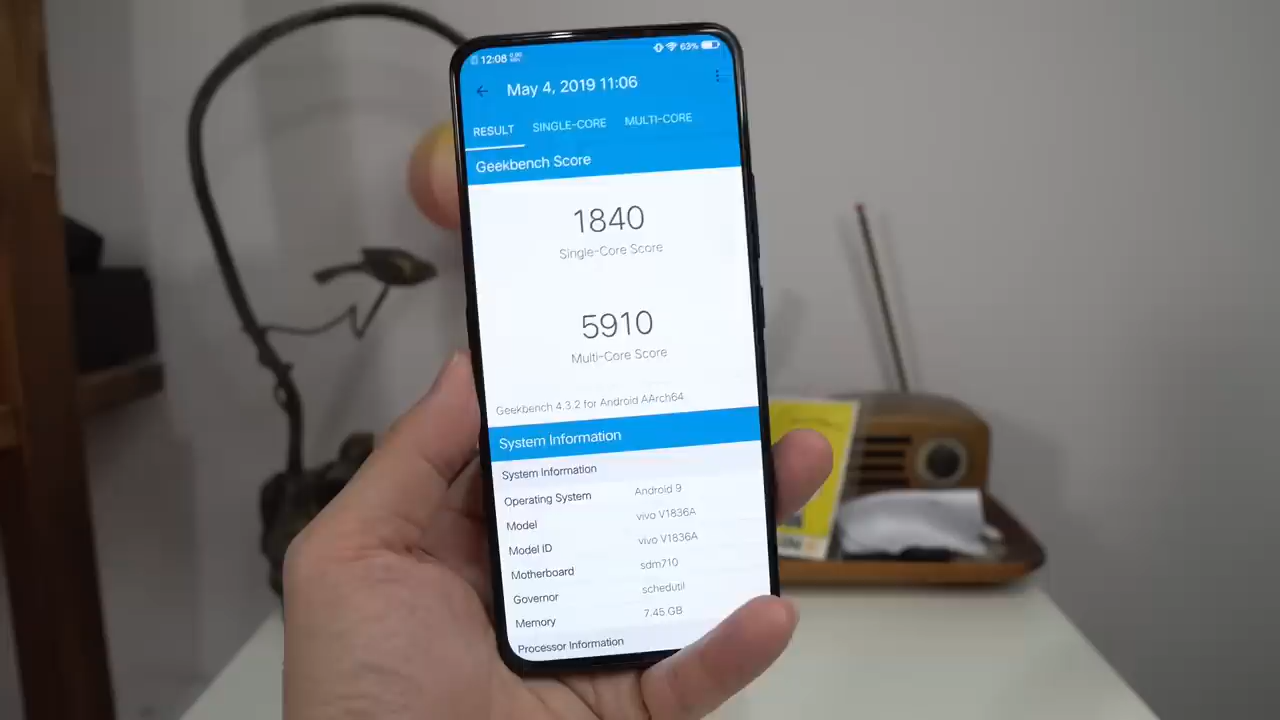 12:08 63%
May 4, 2019 11:06
RESULT SINGLE-CORE MULTI-CORE
Geekbench Score
1840
Single-Core Score
5910
Multi-Core Score
Geekbench 4.3.2 for Android AArch64
System Information
System Information
Operating System Android 9
Model vivo V1836A
Model ID vivo V1836A
Motherboard sdm710
Governor schedutil
Memory 7.45 GB
Processor Information